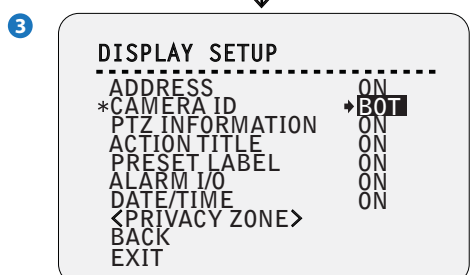 3
DISPLAY SETUP
ADDRESS ON
*CAMERA ID BOT
PTZ INFORMATION ON
ACTION TITLE ON
PRESET LABEL ON
ALARM I/O ON
DATE/TIME ON
<PRIVACY ZONE>
BACK
EXIT